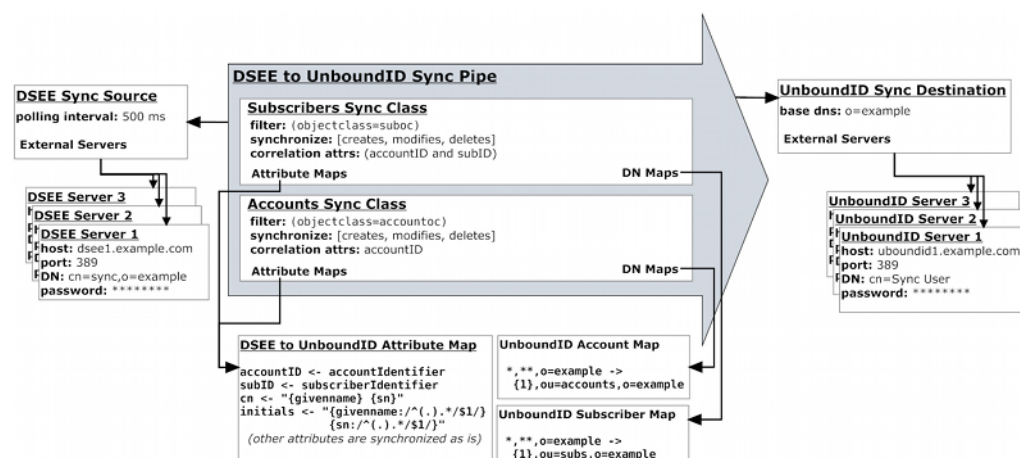 DSEE to UnboundID Sync Pipe
DSEE Sync Source
polling interval: 500 ms
External Servers
DSEE Server 3
DSEE Server 2
DSEE Server 1
host: dsee1.example.com
port: 389
DN: cn=sync,o=example
password: ********
Subscribers Sync Class
filter: (objectclass=suboc)
synchronize: [creates, modifies, deletes]
correlation attrs: (accountID and subID)
Attribute Maps DN Maps
Accounts Sync Class
filter: (objectclass=accountoc)
synchronize: [creates, modifies, deletes]
correlation attrs: accountID
Attribute Maps DN Maps
UnboundID Sync Destination
base dns: o=example
External Servers
UnboundID Server 3
UnboundID Server 2
UnboundID Server 1
host: uboundid1.example.com
port: 389
DN: cn=Sync User
password: ********
DSEE to UnboundID Attribute Map
accountID <- accountIdentifier
subID <- subscriberIdentifier
cn <- "{givenname} {sn}"
initials <- "{givenname:/^(.).*/$1/}
{sn:/^(.).*/$1/}"
(other attributes are synchronized as is)
UnboundID Account Map
*,**,o=example ->
{1},ou=accounts,o=example
UnboundID Subscriber Map
*,**,o=example ->
{1},ou=subs,o=example